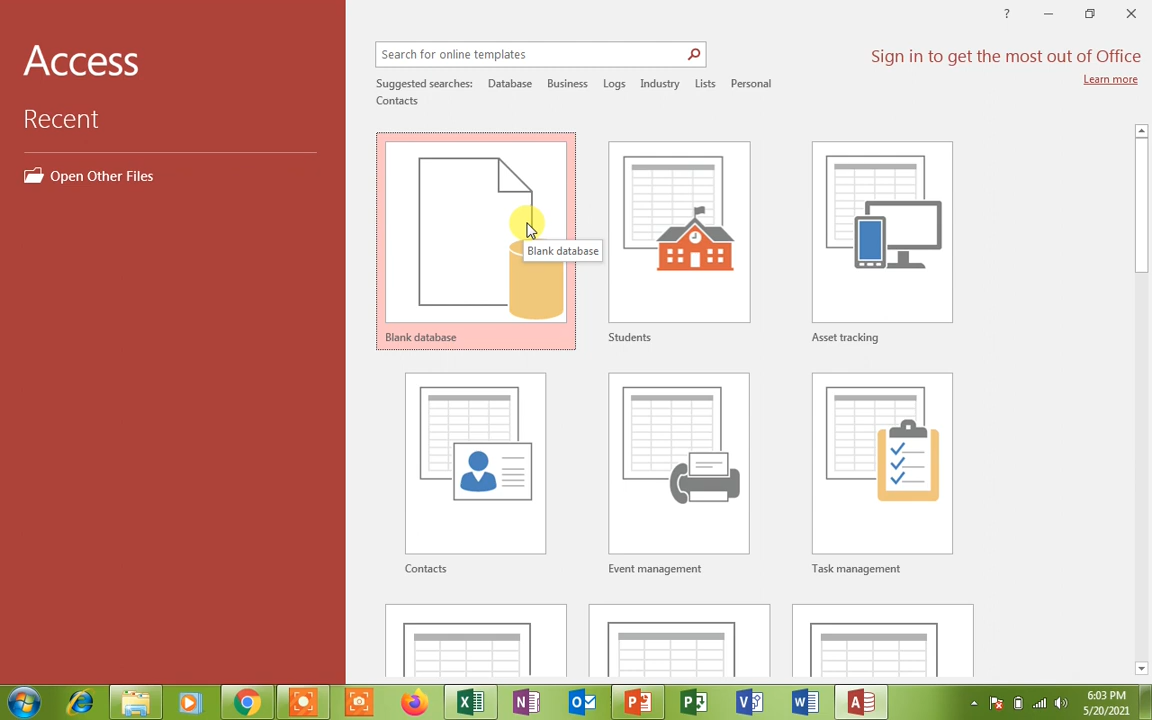 Access
Recent
Open Other Files
Search for online templates
Suggested searches: Database Business Logs Industry Lists Personal
Contacts
?
Sign in to get the most out of Office
Learn more
Blank database
Blank database
Students
Asset tracking
Contacts
Event management
Task management
6:03 PM
5/20/2021